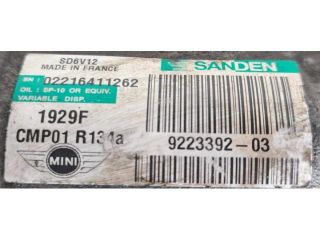 SD6V12
MADE IN FRANCE
SANDEN
SN: 02216411262
OIL: SP-10 OR EQUIV.
VARIABLE DISP.
1929F
CMP01 R134a
MINI
9223392-03